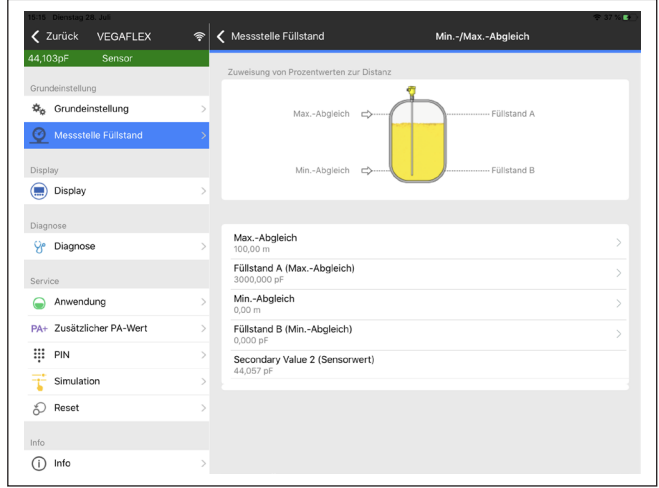 15:15 Dienstag 28. Juli
37 %
Zurück VEGAFLEX
Messstelle Füllstand
Min.-/Max.-Abgleich
44,103pF Sensor
Grundeinstellung
Grundeinstellung
Messstelle Füllstand
Display
Display
Diagnose
Diagnose
Service
Anwendung
PA+ Zusätzlicher PA-Wert
PIN
Simulation
Reset
Info
Info
Zuweisung von Prozentwerten zur Distanz
Max.-Abgleich
Füllstand A
Min.-Abgleich
Füllstand B
Max.-Abgleich
100,00 m
Füllstand A (Max.-Abgleich)
3000,000 pF
Min.-Abgleich
0,00 m
Füllstand B (Min.-Abgleich)
0,000 pF
Secondary Value 2 (Sensorwert)
44,057 pF